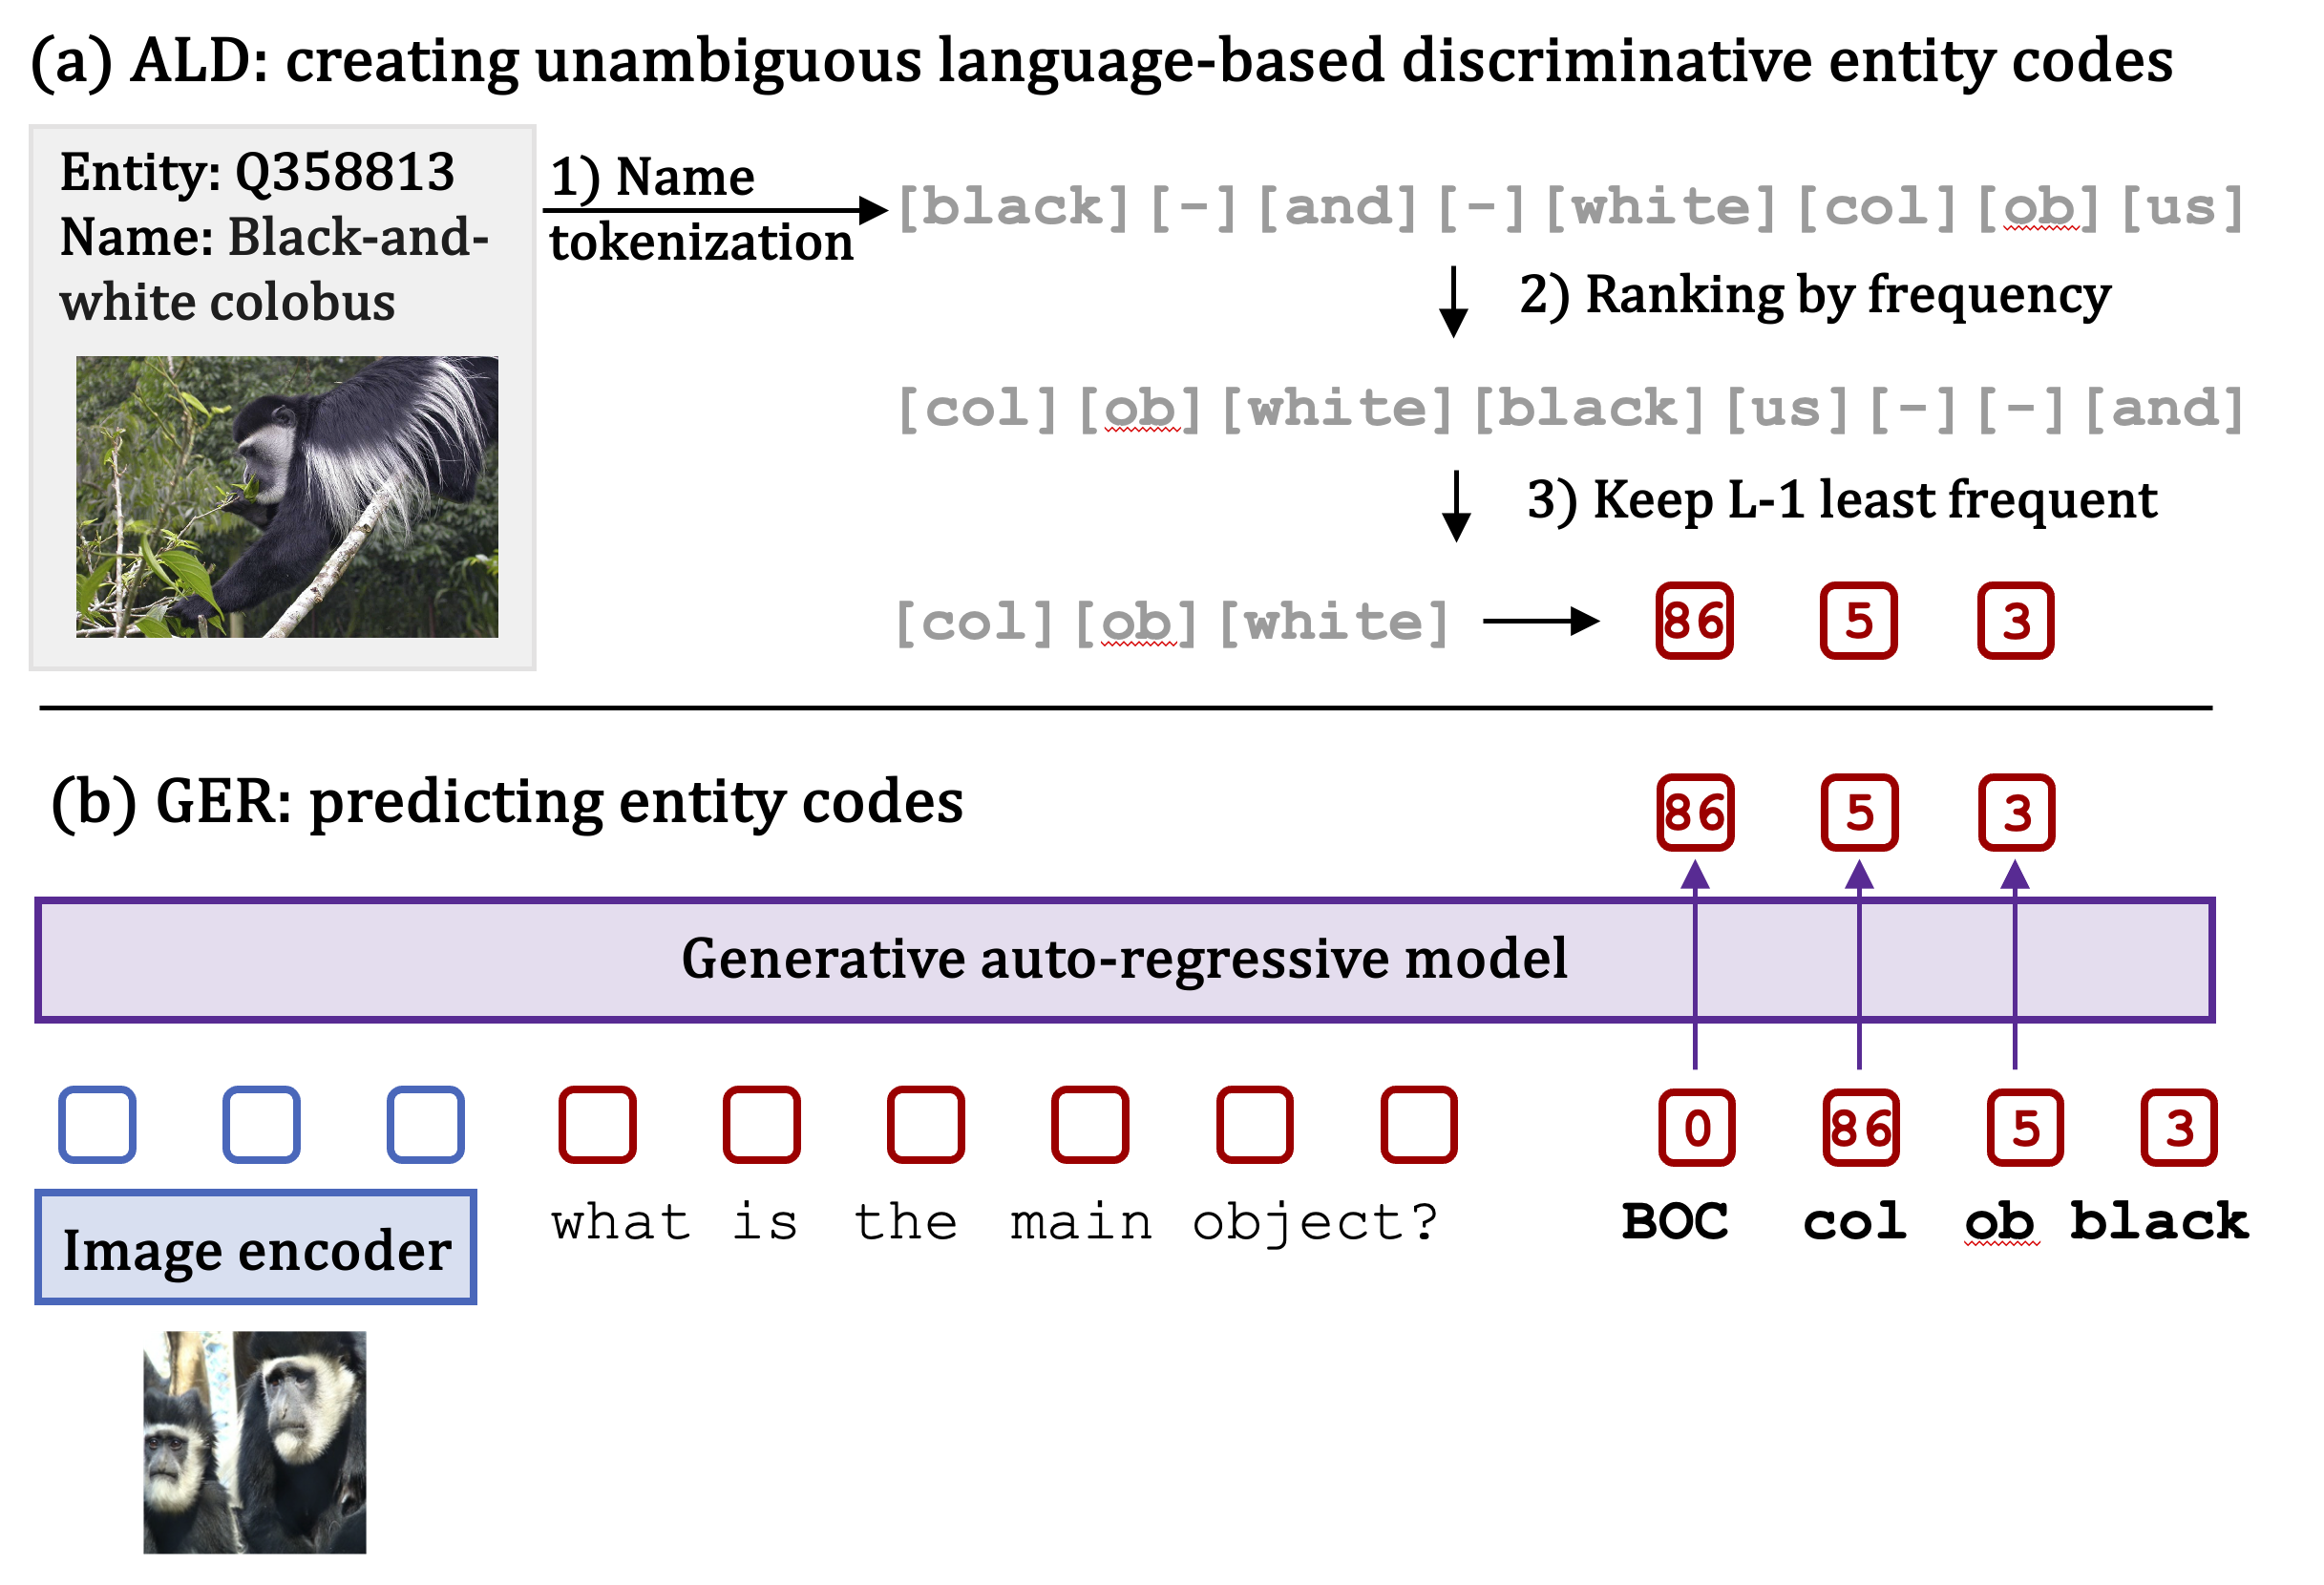 (a) ALD: creating unambiguous language-based discriminative entity codes
Entity: Q358813
Name: Black-and-
white colobus
1) Name
tokenization
[black] [-] [and] [-] [white] [col] [ob] [us]
2) Ranking by frequency
[col] [ob] [white] [black] [us] [-] [-] [and]
3) Keep L-1 least frequent
[col] [ob] [white]
86 5 3
(b) GER: predicting entity codes
86 5 3
Generative auto-regressive model
0 86 5 3
what is the main object?
BOC col ob black
Image encoder